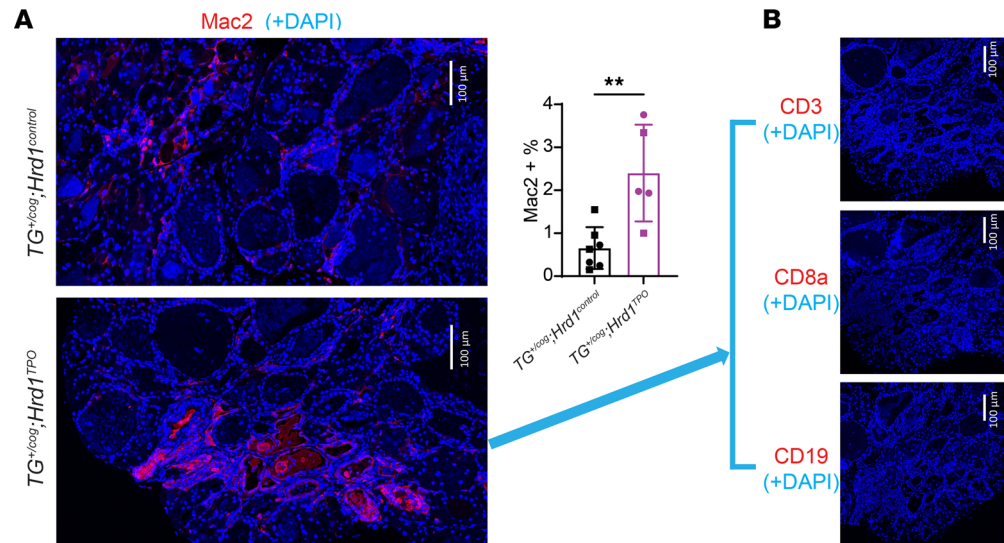 A
Mac2 (+DAPI)
TG+/cog;Hrd1control
100 µm
TG+/cog;Hrd1TPO
100 µm
**
Mac2 + %
4
3
2
1
0
TG+/cog;Hrd1control
TG+/cog;Hrd1TPO
B
CD3
(+DAPI)
100 µm
CD8a
(+DAPI)
100 µm
CD19
(+DAPI)
100 µm